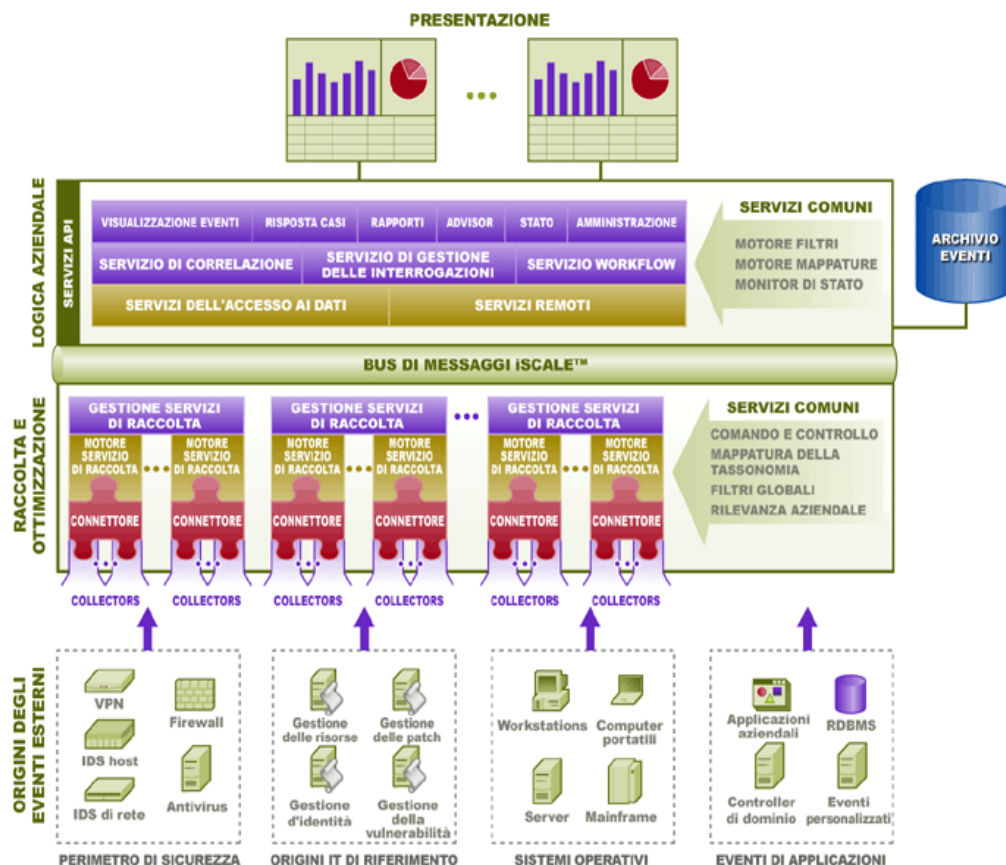 PRESENTAZIONE
LOGICA AZIENDALE
SERVIZI API
VISUALIZZAZIONE EVENTI
RISPOSTA CASI
RAPPORTI
ADVISOR
STATO
AMMINISTRAZIONE
SERVIZIO DI CORRELAZIONE
SERVIZIO DI GESTIONE
DELLE INTERROGAZIONI
SERVIZIO WORKFLOW
SERVIZI DELL'ACCESSO AI DATI
SERVIZI REMOTI
SERVIZI COMUNI
MOTORE FILTRI
MOTORE MAPPATURE
MONITOR DI STATO
ARCHIVIO
EVENTI
BUS DI MESSAGGI iSCALE™
RACCOLTA E
OTTIMIZZAZIONE
GESTIONE SERVIZI
DI RACCOLTA
GESTIONE SERVIZI
DI RACCOLTA
GESTIONE SERVIZI
DI RACCOLTA
MOTORE
SERVIZIO
DI RACCOLTA
MOTORE
SERVIZIO
DI RACCOLTA
MOTORE
SERVIZIO
DI RACCOLTA
MOTORE
SERVIZIO
DI RACCOLTA
MOTORE
SERVIZIO
DI RACCOLTA
MOTORE
SERVIZIO
DI RACCOLTA
CONNETTORE
CONNETTORE
CONNETTORE
CONNETTORE
CONNETTORE
CONNETTORE
COLLECTORS
COLLECTORS
COLLECTORS
COLLECTORS
COLLECTORS
COLLECTORS
SERVIZI COMUNI
COMANDO E CONTROLLO
MAPPATURA DELLA
TASSONOMIA
FILTRI GLOBALI
RILEVANZA AZIENDALE
ORIGINI DEGLI
EVENTI ESTERNI
VPN
Firewall
IDS host
IDS di rete
Antivirus
PERIMETRO DI SICUREZZA
Gestione
delle risorse
Gestione
delle patch
Gestione
d'identità
Gestione
della
vulnerabilità
ORIGINI IT DI RIFERIMENTO
Workstations
Computer
portatili
Server
Mainframe
SISTEMI OPERATIVI
Applicazioni
aziendali
RDBMS
Controller
di dominio
Eventi
personalizzati
EVENTI DI APPLICAZIONI